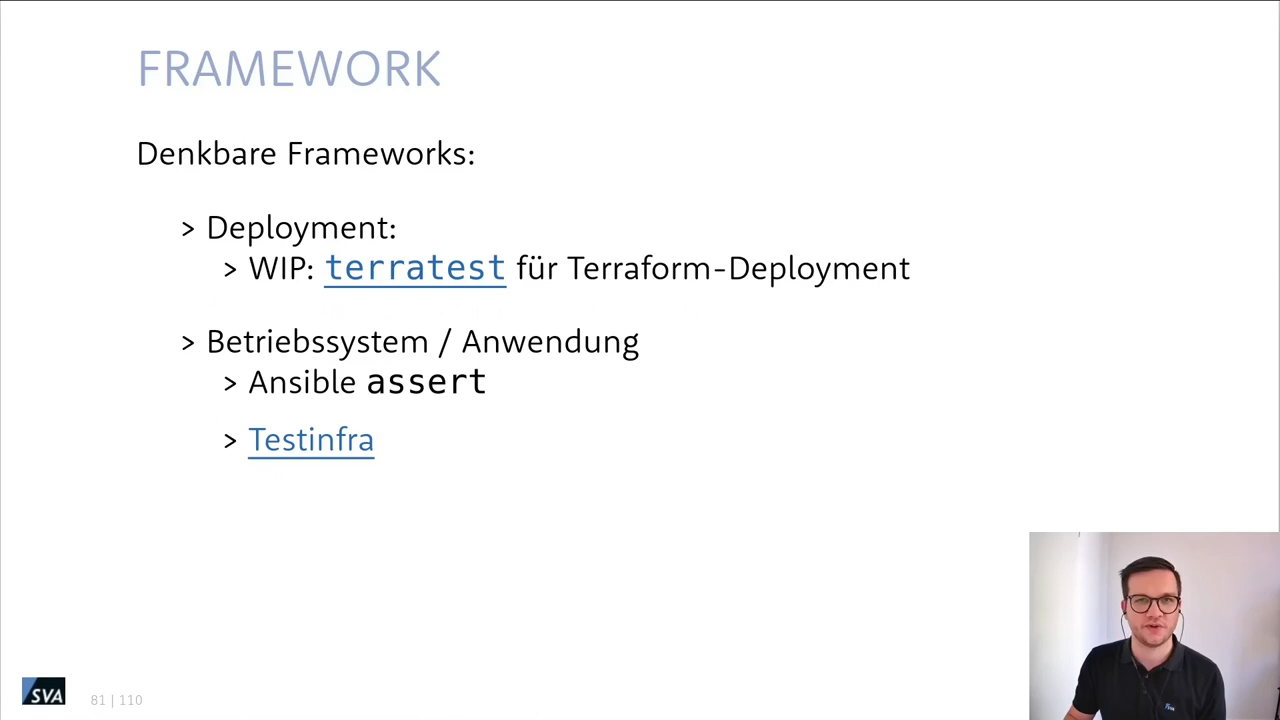 FRAMEWORK
Denkbare Frameworks:
> Deployment:
> WIP: terratest für Terraform-Deployment
> Betriebssystem / Anwendung
> Ansible assert
> Testinfra
SVA
81 | 110